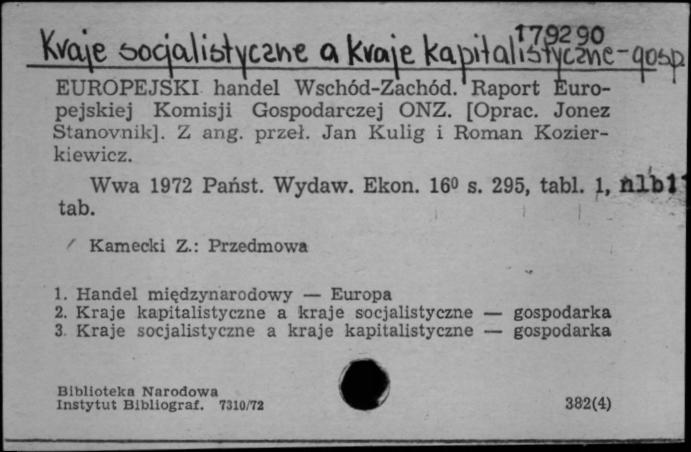 179290
Kraje socjalistyczne a kraje kapitalistyczne - gosp
EUROPEJSKI handel Wschód-Zachód. Raport Euro-
pejskiej Komisji Gospodarczej ONZ. [Oprac. Jonez
Stanovnik]. Z ang. przeł. Jan Kulig i Roman Kozier-
kiewicz.
Wwa 1972 Państ. Wydaw. Ekon. 16⁰ s. 295, tabl. 1, nlb1
tab.
Kamecki Z.: Przedmowa
1. Handel międzynarodowy — Europa
2. Kraje kapitalistyczne a kraje socjalistyczne — gospodarka
3. Kraje socjalistyczne a kraje kapitalistyczne — gospodarka
Biblioteka Narodowa
Instytut Bibliograf. 7310/72 382(4)